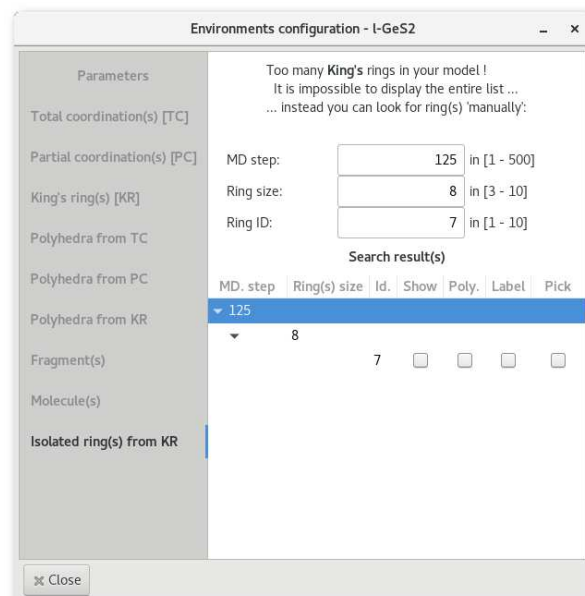 Environments configuration - l-GeS2
Parameters
Total coordination(s) [TC]
Partial coordination(s) [PC]
King's ring(s) [KR]
Polyhedra from TC
Polyhedra from PC
Polyhedra from KR
Fragment(s)
Molecule(s)
Isolated ring(s) from KR
Too many King's rings in your model !
It is impossible to display the entire list ...
... instead you can look for ring(s) 'manually':
MD step: 125 in [1 - 500]
Ring size: 8 in [3 - 10]
Ring ID: 7 in [1 - 10]
Search result(s)
MD. step Ring(s) size Id. Show Poly. Label Pick
125
8
7
Close